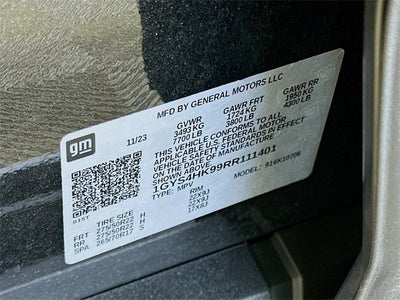 MFD BY GENERAL MOTORS LLC
gm
11/23
GVWR GAWR FRT GAWR RR
3493 KG 1724 KG 1950 KG
7700 LB 3800 LB 4300 LB
THIS VEHICLE CONFORMS TO ALL
APPLICABLE U.S. FEDERAL MOTOR
VEHICLE SAFETY STANDARDS IN EFFECT
ON THE DATE OF MANUFACTURE
SHOWN ABOVE.
1GYS4HK99RR111401
TYPE: MPV 916X10706
915T
TIRE SIZE RIM
FRT 275/50R22 H 22X9J
RR 275/50R22 H 22X9J
SPA 265/70R17 S 17X8J